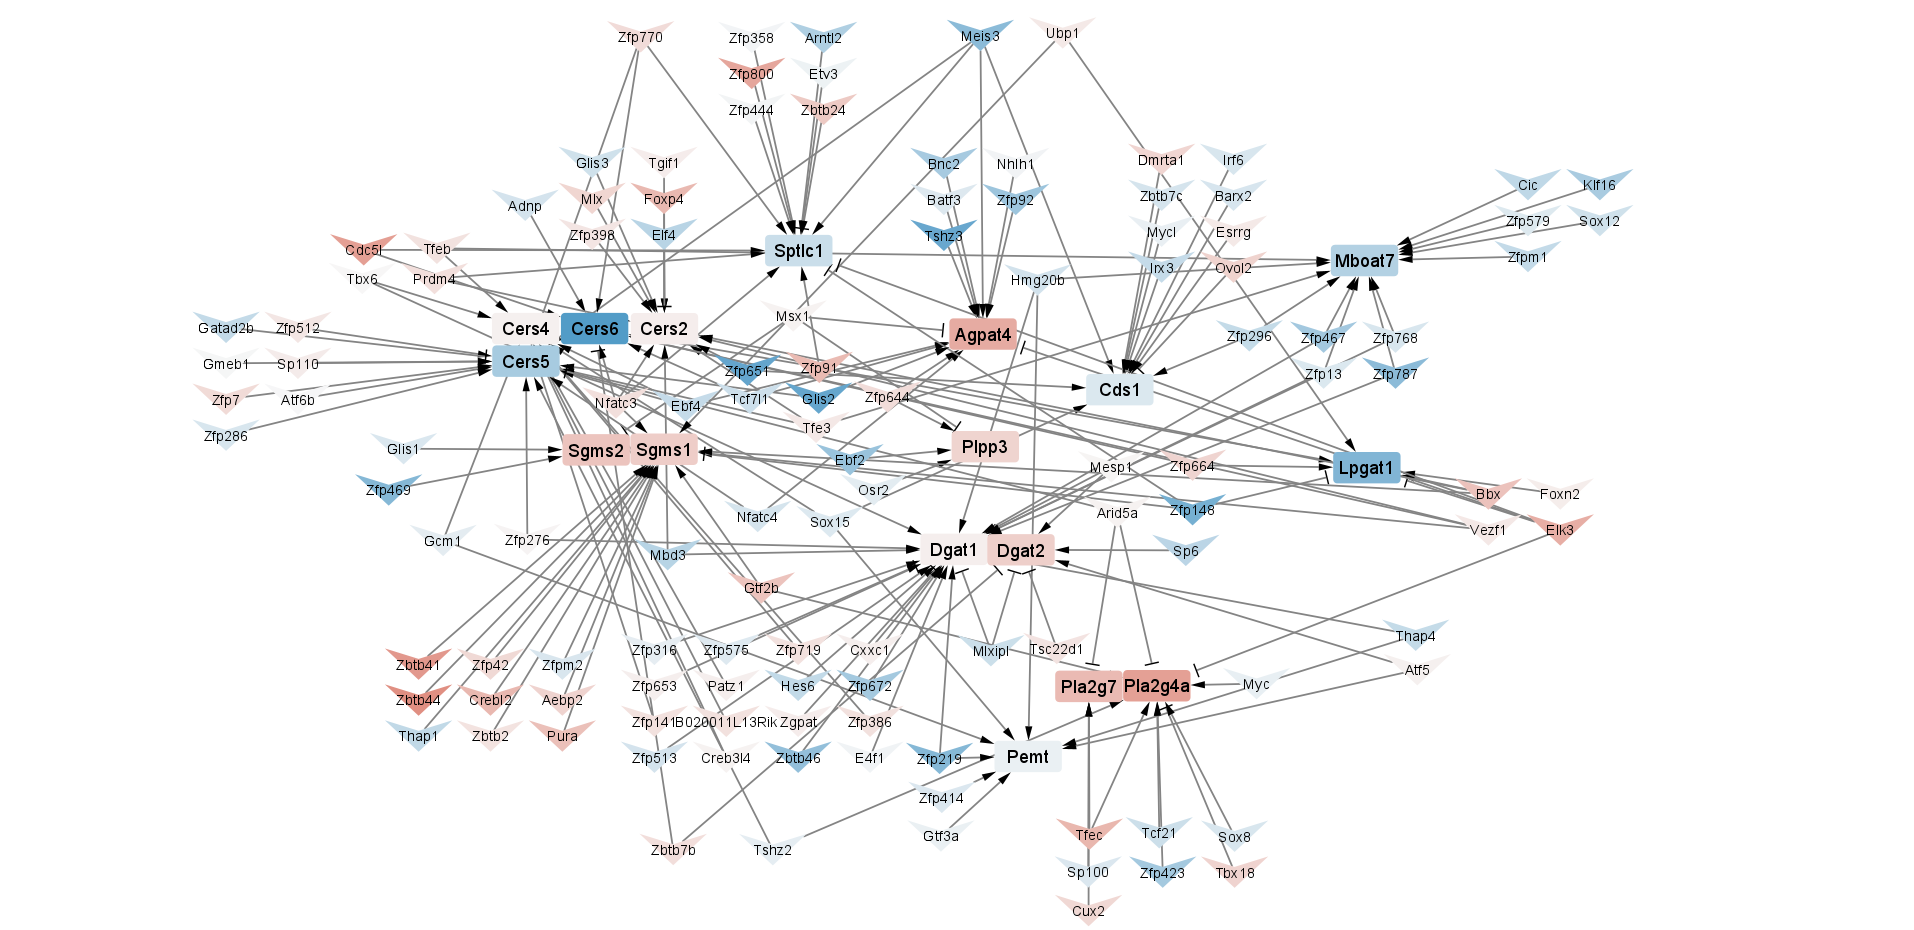 Zfp770
Zfp358
Arntl2
Meis3
Ubp1
Zfp800
Etv3
Zfp444
Zbtb24
Glis3
Tgif1
Bnc2
Nhlh1
Dmrta1
Irf6
Adnp
Mlx
Foxp4
Batf3
Zfp92
Zbtb7c
Barx2
Cic
Klf16
Zfp398
Elf4
Tshz3
Mycl
Esrrg
Zfp579
Sox12
Cdc5l
Tfeb
Sptlc1
Mboat7
Zfpm1
Tbx6
Prdm4
Hmg20b
Irx3
Ovol2
Gatad2b
Zfp512
Cers4
Cers6
Cers2
Msx1
Agpat4
Zfp296
Zfp467
Zfp768
Gmeb1
Sp110
Cers5
Zfp651
Zfp91
Cds1
Zfp13
Zfp787
Zfp7
Atf6b
Nfatc3
Ebf4
Tcf7l1
Glis2
Zfp644
Zfp286
Tfe3
Glis1
Sgms2
Sgms1
Ebf2
Plpp3
Mesp1
Zfp664
Lpgat1
Zfp469
Osr2
Bbx
Foxn2
Nfatc4
Sox15
Arid5a
Zfp148
Vezf1
Elk3
Gcm1
Zfp276
Mbd3
Dgat1
Dgat2
Sp6
Gtf2b
Zbtb41
Zfp42
Zfpm2
Zfp316
Zfp575
Zfp719
Cxxc1
Mlxipl
Tsc22d1
Thap4
Atf5
Zbtb44
Crebl2
Aebp2
Zfp653
Patz1
Hes6
Zfp672
Pla2g7
Pla2g4a
Myc
Thap1
Zbtb2
Pura
Zfp141
B020011L13Rik
Zgpat
Zfp386
Zfp513
Creb3l4
Zbtb46
E4f1
Zfp219
Pemt
Zfp414
Zbtb7b
Tshz2
Gtf3a
Tfec
Tcf21
Sox8
Sp100
Zfp423
Tbx18
Cux2